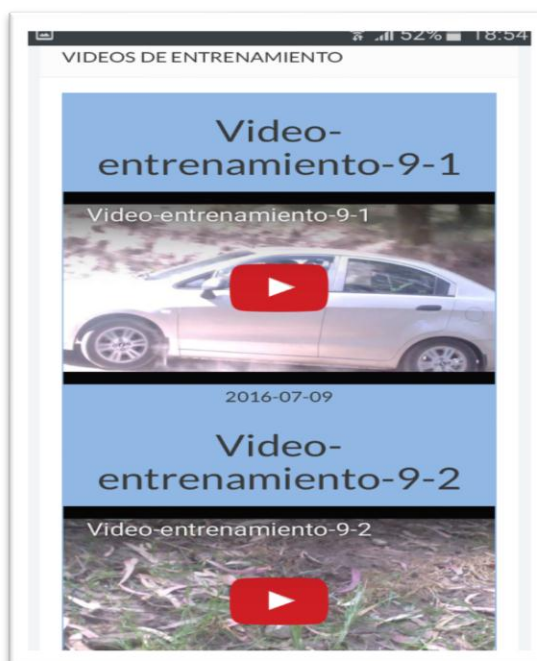 52% 18:54
VIDEOS DE ENTRENAMIENTO
Video-
entrenamiento-9-1
Video-entrenamiento-9-1
2016-07-09
Video-
entrenamiento-9-2
Video-entrenamiento-9-2